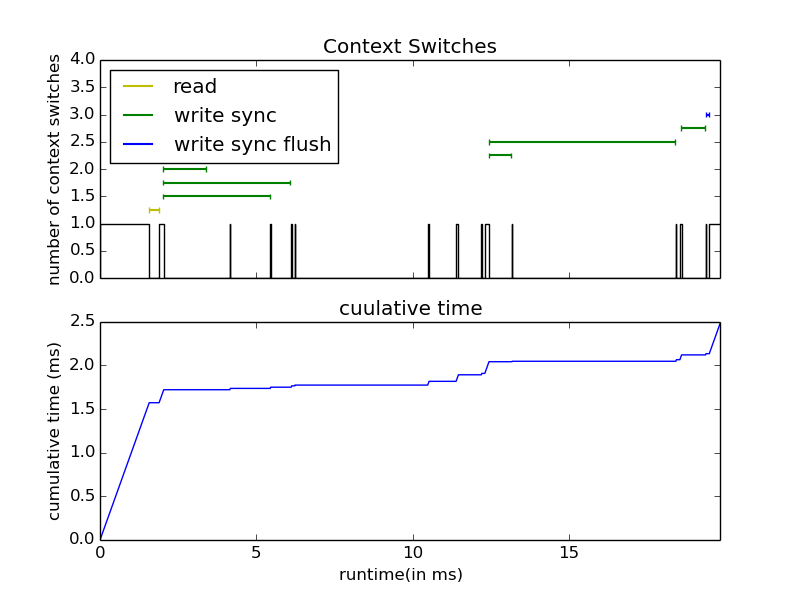 Context Switches
number of context switches
4.0
3.5
3.0
2.5
2.0
1.5
1.0
0.5
0.0
read
write sync
write sync flush
cuulative time
cumulative time (ms)
2.5
2.0
1.5
1.0
0.5
0.0
0 5 10 15
runtime(in ms)